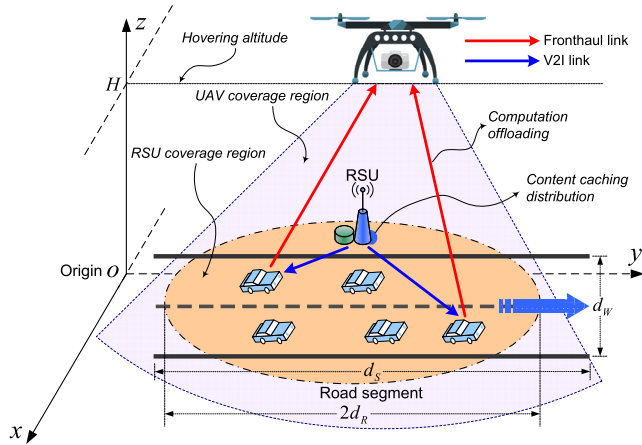 z
Hovering altitude
Fronthaul link
V2I link
H
UAV coverage region
Computation
offloading
RSU coverage region
RSU
Content caching
distribution
Origin O
y
d_W
d_S
Road segment
2d_R
x